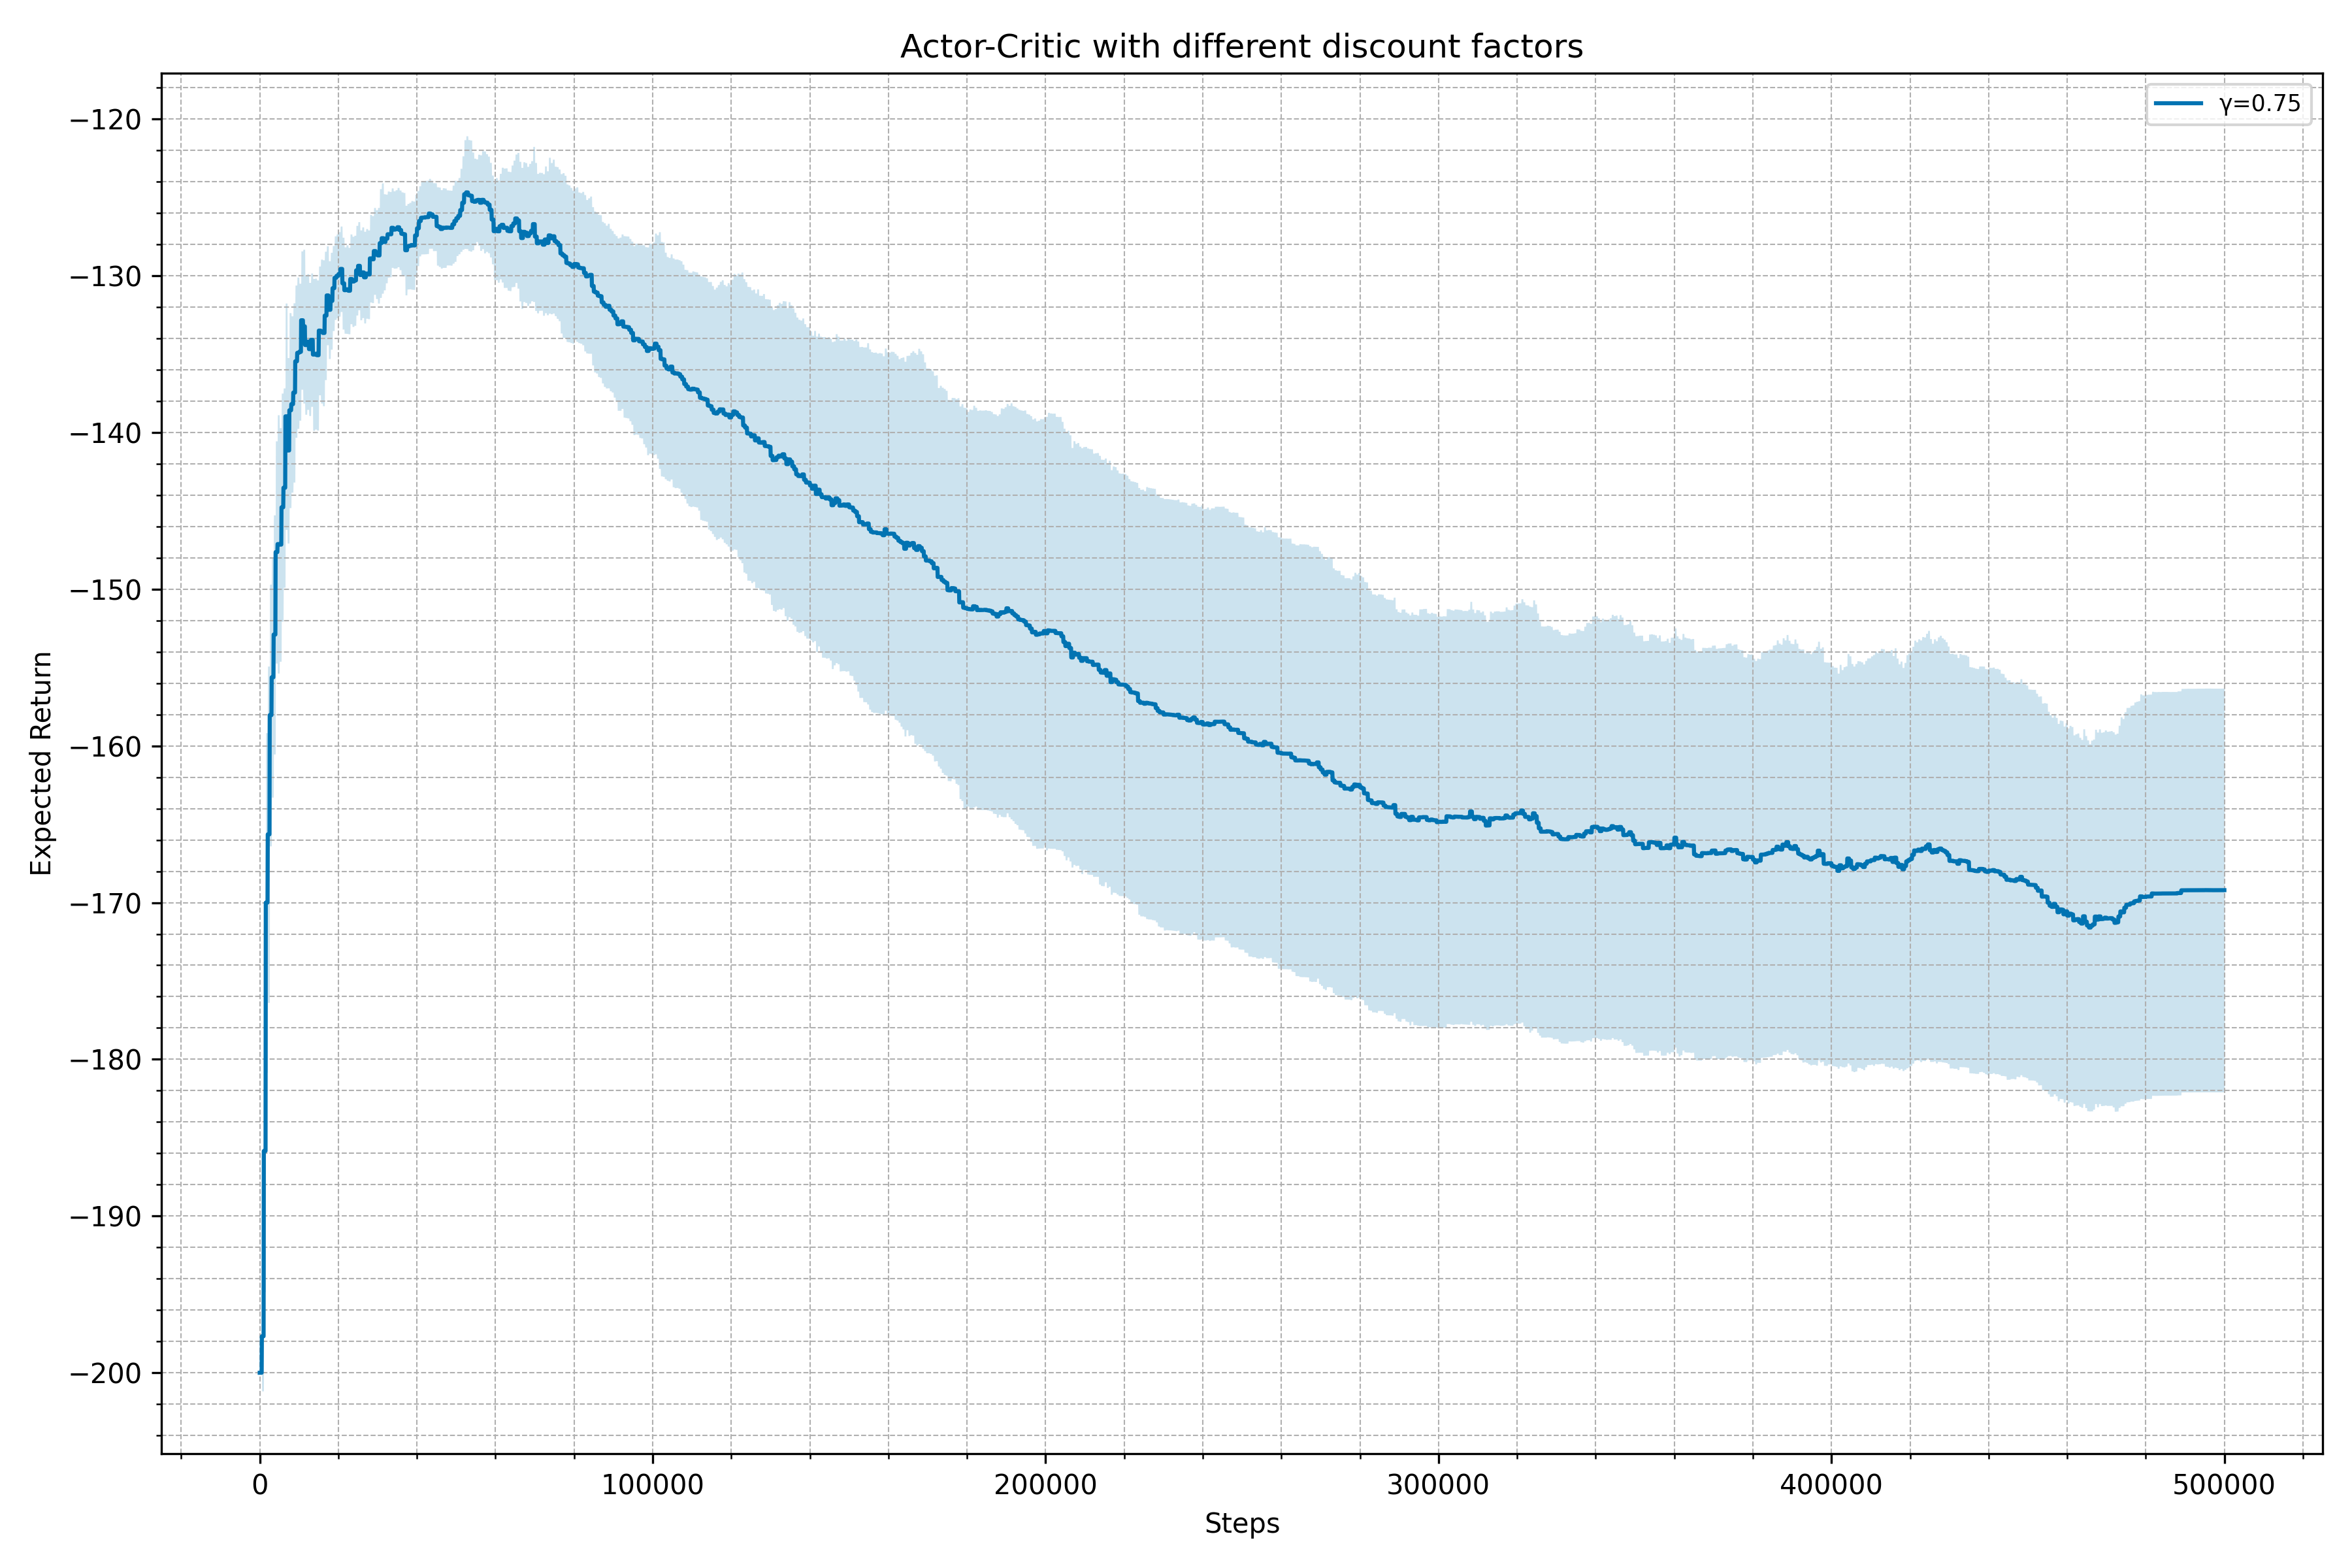 Actor-Critic with different discount factors
γ=0.75
Expected Return
−120
−130
−140
−150
−160
−170
−180
−190
−200
0 100000 200000 300000 400000 500000
Steps